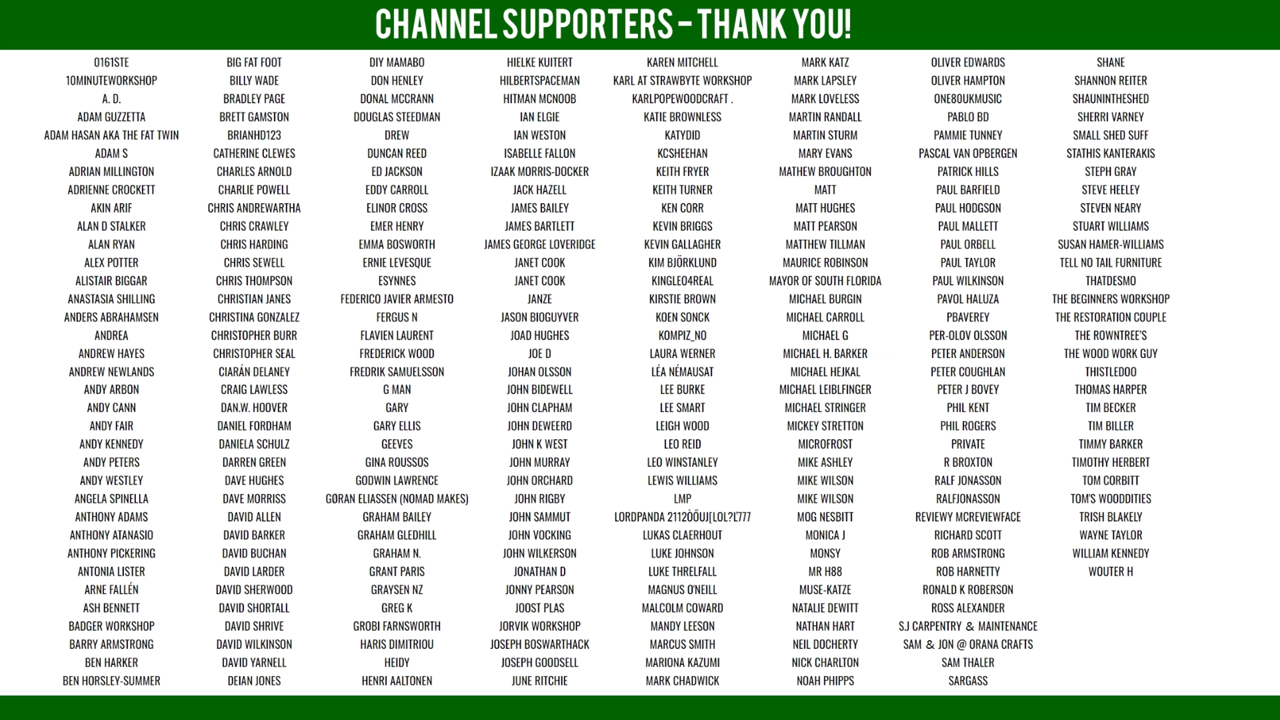 CHANNEL SUPPORTERS – THANK YOU!
0161STE
10MINUTEWORKSHOP
A. D.
ADAM GUZZETTA
ADAM HASAN AKA THE FAT TWIN
ADAM S
ADRIAN MILLINGTON
ADRIENNE CROCKETT
AKIN ARIF
ALAN D STALKER
ALAN RYAN
ALEX POTTER
ALISTAIR BIGGAR
ANASTASIA SHILLING
ANDERS ABRAHAMSEN
ANDREA
ANDREW HAYES
ANDREW NEWLANDS
ANDY ARBON
ANDY CANN
ANDY FAIR
ANDY KENNEDY
ANDY PETERS
ANDY WESTLEY
ANGELA SPINELLA
ANTHONY ADAMS
ANTHONY ATANASIO
ANTHONY PICKERING
ANTONIA LISTER
ARNE FALLÉN
ASH BENNETT
BADGER WORKSHOP
BARRY ARMSTRONG
BEN HARKER
BEN HORSLEY-SUMMER
BIG FAT FOOT
BILLY WADE
BRADLEY PAGE
BRETT GAMSTON
BRIANHD123
CATHERINE CLEWES
CHARLES ARNOLD
CHARLIE POWELL
CHRIS ANDREWARTHA
CHRIS CRAWLEY
CHRIS HARDING
CHRIS SEWELL
CHRIS THOMPSON
CHRISTIAN JANES
CHRISTINA GONZALEZ
CHRISTOPHER BURR
CHRISTOPHER SEAL
CIARÁN DELANEY
CRAIG LAWLESS
DAN.W. HOOVER
DANIEL FORDHAM
DANIELA SCHULZ
DARREN GREEN
DAVE HUGHES
DAVE MORRISS
DAVID ALLEN
DAVID BARKER
DAVID BUCHAN
DAVID LARDER
DAVID SHERWOOD
DAVID SHORTALL
DAVID SHRIVE
DAVID WILKINSON
DAVID YARNELL
DEIAN JONES
DIY MAMABO
DON HENLEY
DONAL MCCRANN
DOUGLAS STEEDMAN
DREW
DUNCAN REED
ED JACKSON
EDDY CARROLL
ELINOR CROSS
EMER HENRY
EMMA BOSWORTH
ERNIE LEVESQUE
ESYNNES
FEDERICO JAVIER ARMESTO
FERGUS N
FLAVIEN LAURENT
FREDERICK WOOD
FREDRIK SAMUELSSON
G MAN
GARY
GARY ELLIS
GEEVES
GINA ROUSSOS
GODWIN LAWRENCE
GØRAN ELIASSEN (NOMAD MAKES)
GRAHAM BAILEY
GRAHAM GLEDHILL
GRAHAM N.
GRANT PARIS
GRAYSEN NZ
GREG K
GROBI FARNSWORTH
HARIS DIMITRIOU
HEIDY
HENRI AALTONEN
HIELKE KUITERT
HILBERTSPACEMAN
HITMAN MCNOOB
IAN ELGIE
IAN WESTON
ISABELLE FALLON
IZAAK MORRIS-DOCKER
JACK HAZELL
JAMES BAILEY
JAMES BARTLETT
JAMES GEORGE LOVERIDGE
JANET COOK
JANET COOK
JANZE
JASON BIOGUYVER
JOAD HUGHES
JOE D
JOHAN OLSSON
JOHN BIDEWELL
JOHN CLAPHAM
JOHN DEWEERD
JOHN K WEST
JOHN MURRAY
JOHN ORCHARD
JOHN RIGBY
JOHN SAMMUT
JOHN VOCKING
JOHN WILKERSON
JONATHAN D
JONNY PEARSON
JOOST PLAS
JORVIK WORKSHOP
JOSEPH BOSWARTHACK
JOSEPH GOODSELL
JUNE RITCHIE
KAREN MITCHELL
KARL AT STRAWBYTE WORKSHOP
KARLPOPEWOODCRAFT .
KATIE BROWNLESS
KATYDID
KCSHEEHAN
KEITH FRYER
KEITH TURNER
KEN CORR
KEVIN BRIGGS
KEVIN GALLAGHER
KIM BJÖRKLUND
KINGLEO4REAL
KIRSTIE BROWN
KOEN SONCK
KOMPIZ_NO
LAURA WERNER
LÉA NÉMAUSAT
LEE BURKE
LEE SMART
LEIGH WOOD
LEO REID
LEO WINSTANLEY
LEWIS WILLIAMS
LMP
LUKAS CLAERHOUT
LUKE JOHNSON
LUKE THRELFALL
MAGNUS O'NEILL
MALCOLM COWARD
MANDY LEESON
MARCUS SMITH
MARIONA KAZUMI
MARK CHADWICK
MARK KATZ
MARK LAPSLEY
MARK LOVELESS
MARTIN RANDALL
MARTIN STURM
MARY EVANS
MATHEW BROUGHTON
MATT
MATT HUGHES
MATT PEARSON
MATTHEW TILLMAN
MAURICE ROBINSON
MAYOR OF SOUTH FLORIDA
MICHAEL BURGIN
MICHAEL CARROLL
MICHAEL G
MICHAEL H. BARKER
MICHAEL HEJKAL
MICHAEL LEIBLFINGER
MICHAEL STRINGER
MICKEY STRETTON
MICROFROST
MIKE ASHLEY
MIKE WILSON
MIKE WILSON
MOG NESBITT
MONICA J
MONSY
MR H88
MUSE-KATZE
NATALIE DEWITT
NATHAN HART
NEIL DOCHERTY
NICK CHARLTON
NOAH PHIPPS
OLIVER EDWARDS
OLIVER HAMPTON
ONE80UKMUSIC
PABLO BD
PAMMIE TUNNEY
PASCAL VAN OPBERGEN
PATRICK HILLS
PAUL BARFIELD
PAUL HODGSON
PAUL MALLETT
PAUL ORBELL
PAUL TAYLOR
PAUL WILKINSON
PAVOL HALUZA
PBAVEREY
PER-OLOV OLSSON
PETER ANDERSON
PETER COUGHLAN
PETER J BOVEY
PHIL KENT
PHIL ROGERS
PRIVATE
R BROXTON
RALF JONASSON
RALFJONASSON
REVIEWY MCREVIEWFACE
RICHARD SCOTT
ROB ARMSTRONG
ROB HARNETTY
RONALD K ROBERSON
ROSS ALEXANDER
S.J CARPENTRY & MAINTENANCE
SAM & JON @ ORANA CRAFTS
SAM THALER
SARGASS
SHANE
SHANNON REITER
SHAUNINTHESHED
SHERRI VARNEY
SMALL SHED SUFF
STATHIS KANTERAKIS
STEPH GRAY
STEVE HEELEY
STEVEN NEARY
STUART WILLIAMS
SUSAN HAMER-WILLIAMS
TELL NO TAIL FURNITURE
THATDESMO
THE BEGINNERS WORKSHOP
THE RESTORATION COUPLE
THE ROWNTREE'S
THE WOOD WORK GUY
THISTLEDOO
THOMAS HARPER
TIM BECKER
TIM BILLER
TIMMY BARKER
TIMOTHY HERBERT
TOM CORBITT
TOM'S WOODDITIES
TRISH BLAKELY
WAYNE TAYLOR
WILLIAM KENNEDY
WOUTER H